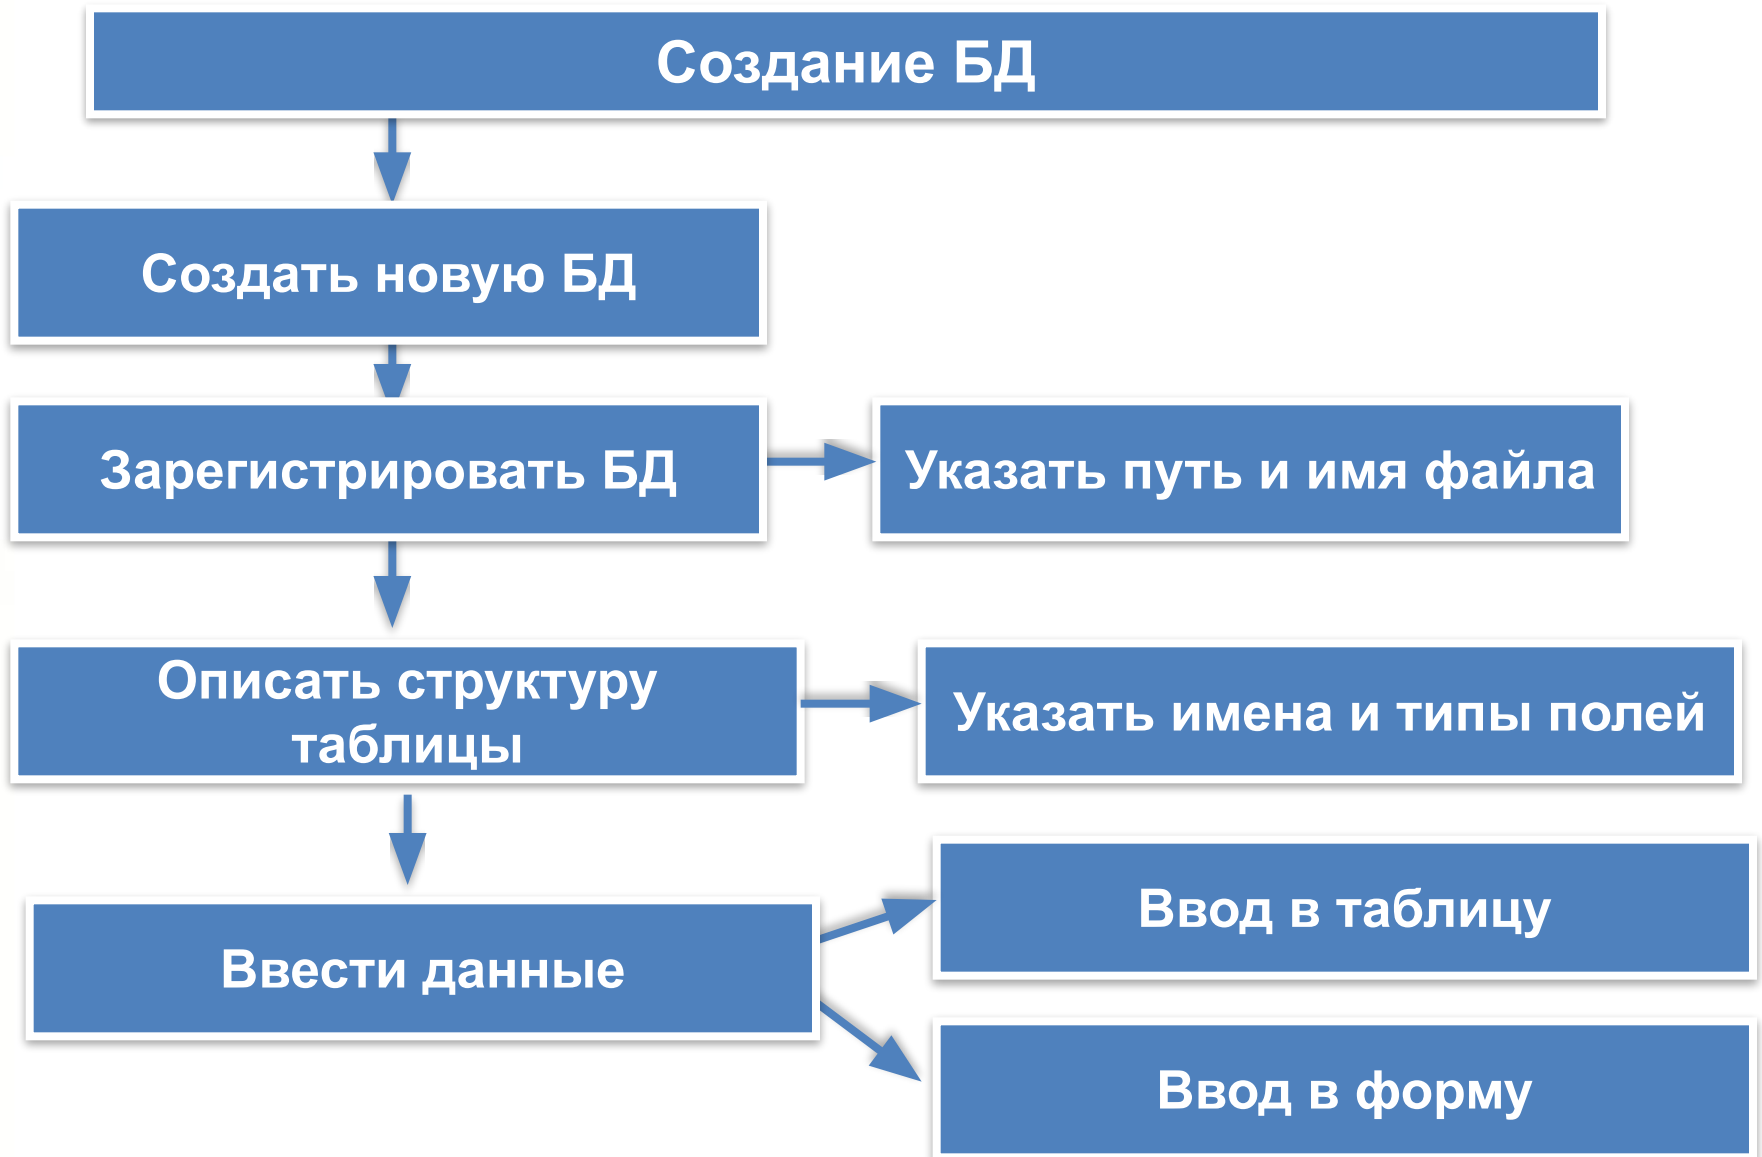 Создание БД
Создать новую БД
Зарегистрировать БД
Указать путь и имя файла
Описать структуру
таблицы
Указать имена и типы полей
Ввести данные
Ввод в таблицу
Ввод в форму